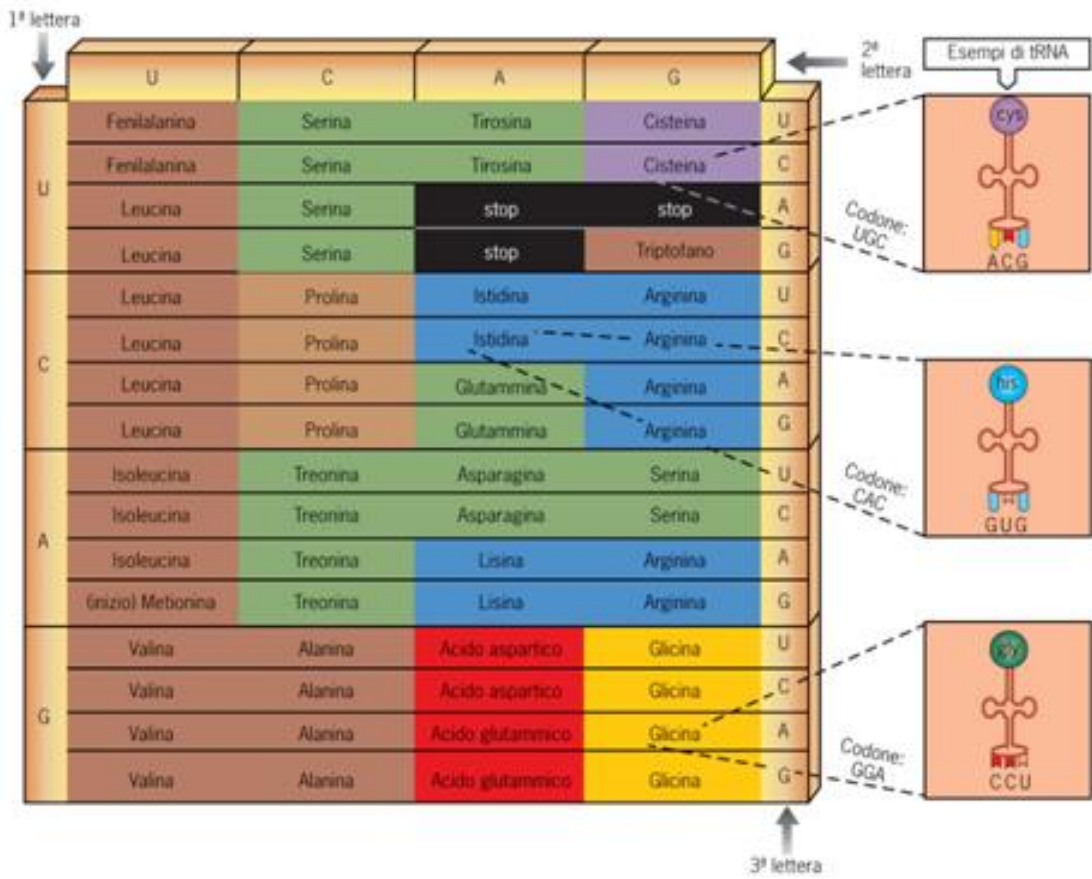 1ª lettera
2ª lettera
Esempi di tRNA
U C A G
U
Fenilalanina Serina Tirosina Cisteina U
Fenilalanina Serina Tirosina Cisteina C
Leucina Serina stop stop A
Leucina Serina stop Triptofano G
C
Leucina Prolina Istidina Arginina U
Leucina Prolina Istidina Arginina C
Leucina Prolina Glutammina Arginina A
Leucina Prolina Glutammina Arginina G
A
Isoleucina Treonina Asparagina Serina U
Isoleucina Treonina Asparagina Serina C
Isoleucina Treonina Lisina Arginina A
(inizio) Metionina Treonina Lisina Arginina G
G
Valina Alanina Acido aspartico Glicina U
Valina Alanina Acido aspartico Glicina C
Valina Alanina Acido glutammico Glicina A
Valina Alanina Acido glutammico Glicina G
3ª lettera
cys
Codone:
UGC
ACG
his
Codone:
CAC
GUG
Codone:
GGA
CCU